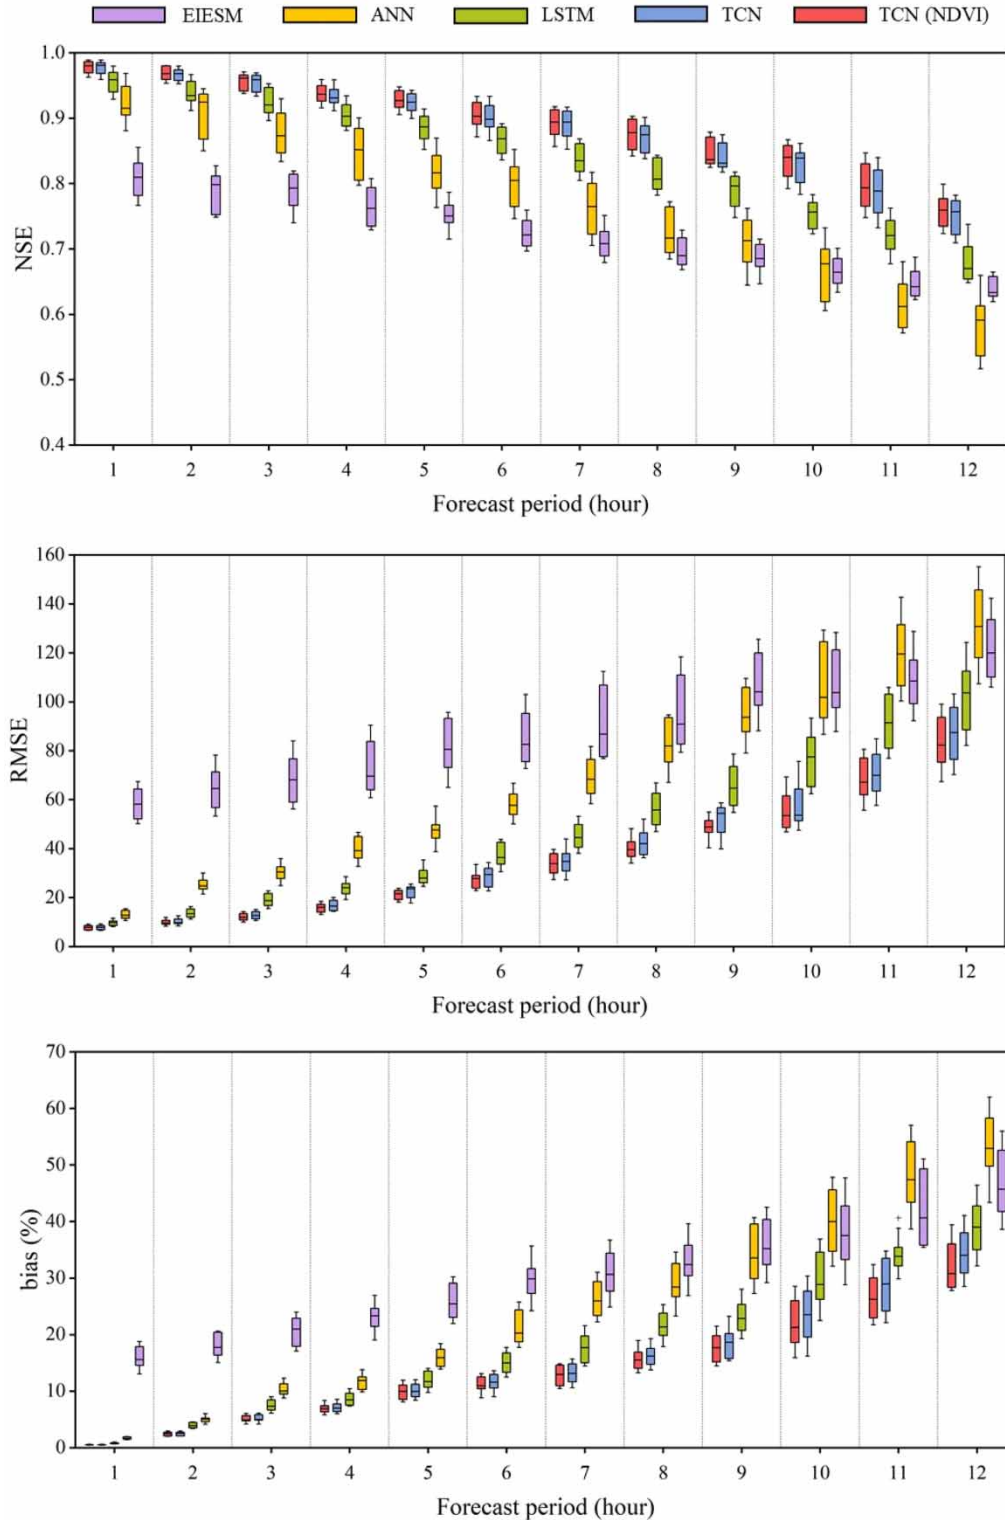 EIESM ANN LSTM TCN TCN (NDVI)
1.0
0.9
0.8
0.7
0.6
0.5
0.4
NSE
1 2 3 4 5 6 7 8 9 10 11 12
Forecast period (hour)
160
140
120
100
80
60
40
20
0
RMSE
1 2 3 4 5 6 7 8 9 10 11 12
Forecast period (hour)
70
60
50
40
30
20
10
0
bias (%)
1 2 3 4 5 6 7 8 9 10 11 12
Forecast period (hour)